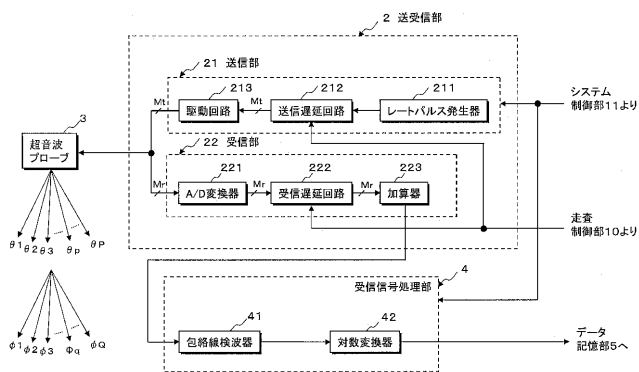 2 送受信部
21 送信部
213
212
211
Mt
駆動回路
Mt
送信遅延回路
レートパルス発生器
システム
制御部11より
3
超音波
プローブ
22 受信部
221
222
223
Mr
A/D変換器
Mr
受信遅延回路
Mr
加算器
θ1 θ2 θ3 θp θP
走査
制御部10より
4
受信信号処理部
41
42
包絡線検波器
対数変換器
データ
記憶部5へ
φ1 φ2 φ3 Φq φQ